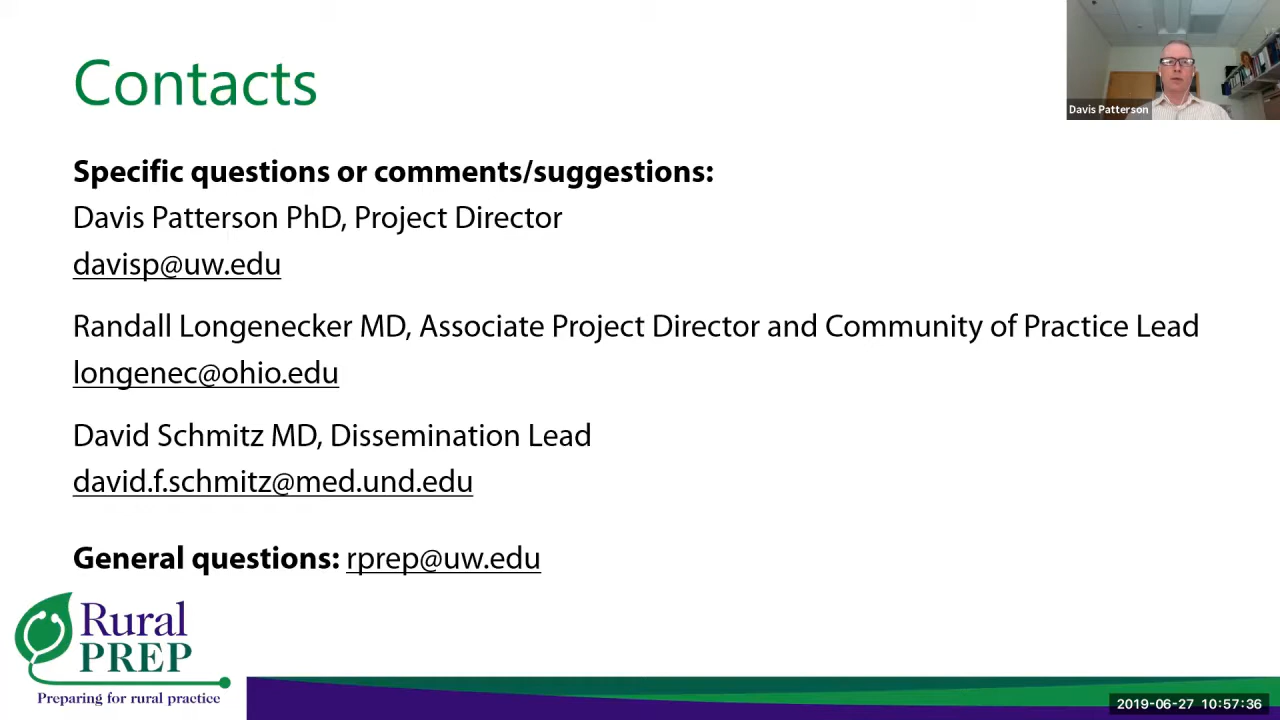 Contacts
Davis Patterson
Specific questions or comments/suggestions:
Davis Patterson PhD, Project Director
davisp@uw.edu
Randall Longenecker MD, Associate Project Director and Community of Practice Lead
longenec@ohio.edu
David Schmitz MD, Dissemination Lead
david.f.schmitz@med.und.edu
General questions: rprep@uw.edu
Rural
PREP
Preparing for rural practice
2019-06-27 10:57:36